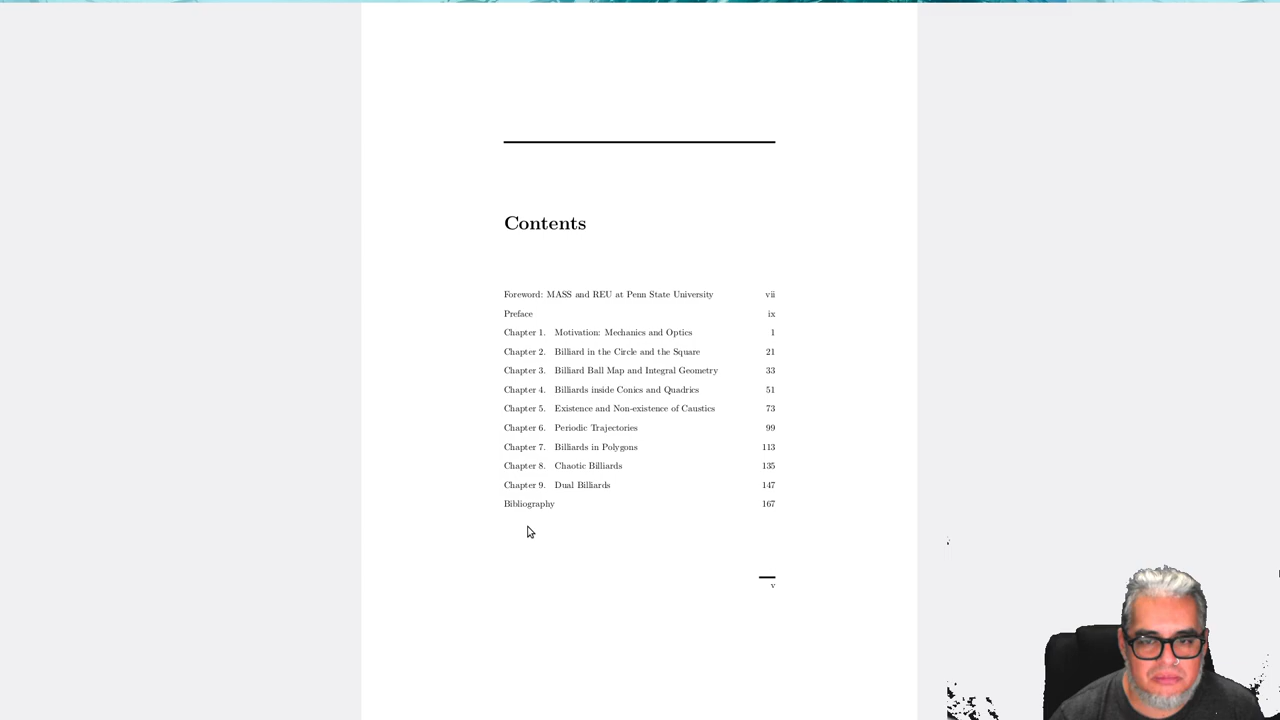 Contents
Foreword: MASS and REU at Penn State University vii
Preface ix
Chapter 1. Motivation: Mechanics and Optics 1
Chapter 2. Billiard in the Circle and the Square 21
Chapter 3. Billiard Ball Map and Integral Geometry 33
Chapter 4. Billiards inside Conics and Quadrics 51
Chapter 5. Existence and Non-existence of Caustics 73
Chapter 6. Periodic Trajectories 99
Chapter 7. Billiards in Polygons 113
Chapter 8. Chaotic Billiards 135
Chapter 9. Dual Billiards 147
Bibliography 167
v